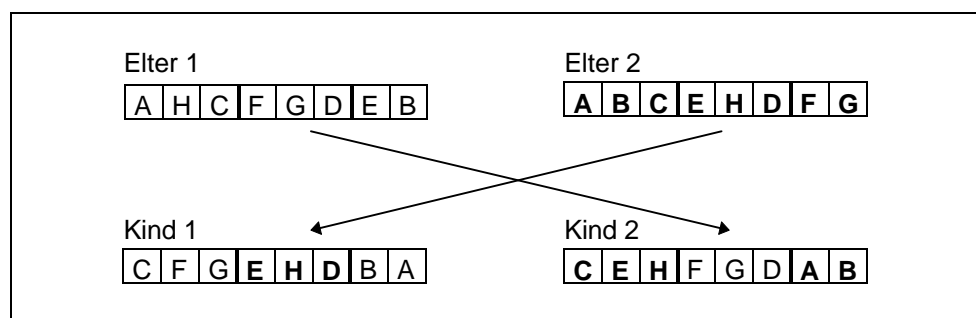 Elter 1
Elter 2
A H C F G D E B
A B C E H D F G
Kind 1
Kind 2
C F G E H D B A
C E H F G D A B